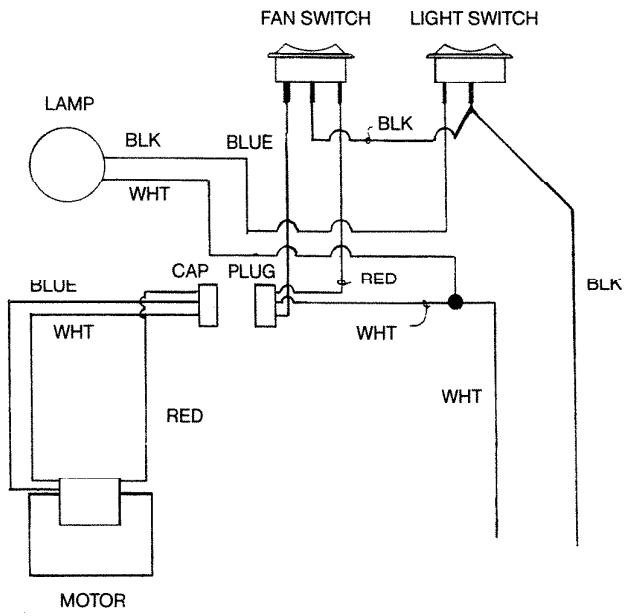 FAN SWITCH
LIGHT SWITCH
LAMP
BLK
BLUE
BLK
WHT
CAP
PLUG
RED
BLUE
BLK
WHT
WHT
WHT
RED
MOTOR